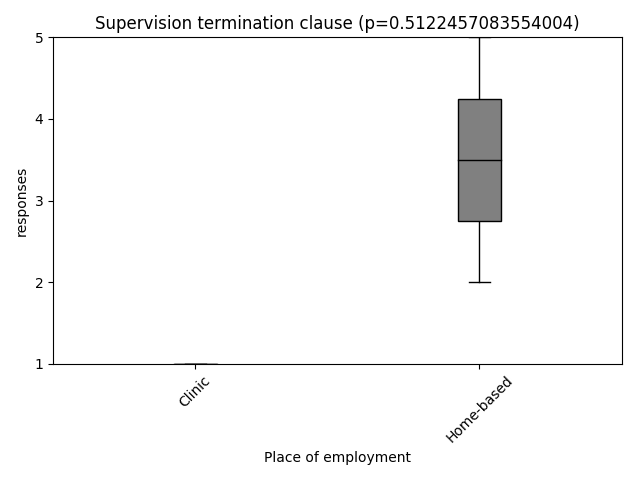 Supervision termination clause (p=0.5122457083554004)
5
4
3
2
1
responses
Clinic
Home-based
Place of employment